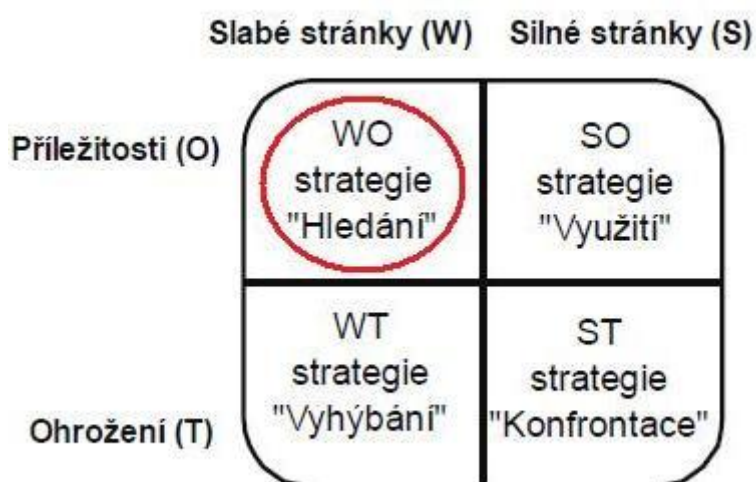 Slabé stránky (W) Silné stránky (S)
Příležitosti (O)
WO
strategie
"Hledání"
SO
strategie
"Využití"
Ohrožení (T)
WT
strategie
"Vyhýbání"
ST
strategie
"Konfrontace"